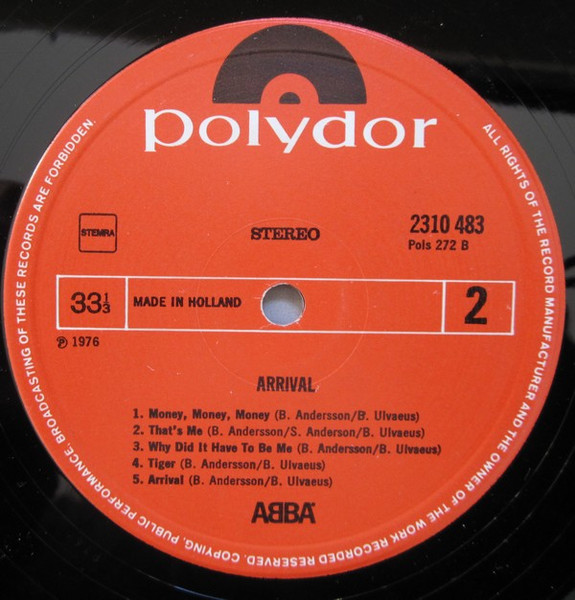 polydor
STEMRA
STEREO
2310 483
Pols 272 B
33⅓
MADE IN HOLLAND
2
℗ 1976
ARRIVAL
1. Money, Money, Money (B. Andersson/B. Ulvaeus)
2. That's Me (B. Andersson/S. Anderson/B. Ulvaeus)
3. Why Did It Have To Be Me (B. Andersson/B. Ulvaeus)
4. Tiger (B. Andersson/B. Ulvaeus)
5. Arrival (B. Andersson/B. Ulvaeus)
ABBA
ALL RIGHTS OF THE RECORD MANUFACTURER AND THE OWNER OF THE WORK RECORDED RESERVED. COPYING, PUBLIC PERFORMANCE, BROADCASTING OF THESE RECORDS ARE FORBIDDEN.